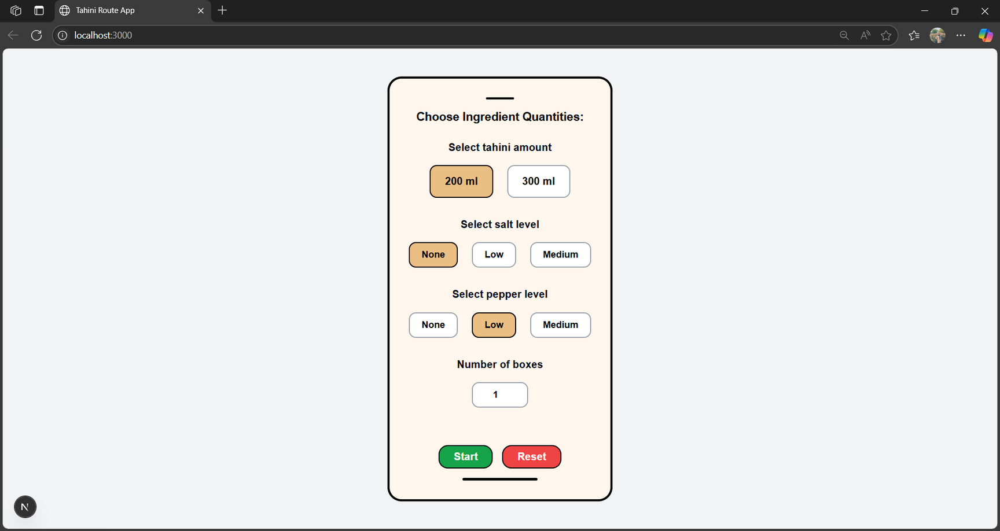 Tahini Route App
localhost:3000
Choose Ingredient Quantities:
Select tahini amount
200 ml 300 ml
Select salt level
None Low Medium
Select pepper level
None Low Medium
Number of boxes
1
Start Reset
N